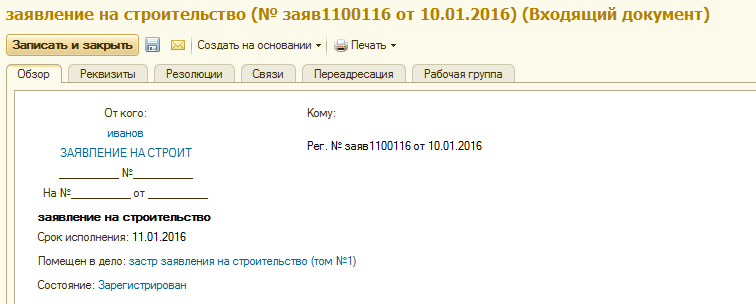 заявление на строительство (№ заяв1100116 от 10.01.2016) (Входящий документ)
Записать и закрыть Создать на основании Печать
Обзор Реквизиты Резолюции Связи Переадресация Рабочая группа
От кого: Кому:
иванов
ЗАЯВЛЕНИЕ НА СТРОИТ Рег. № заяв1100116 от 10.01.2016
__________ №__________
На №__________ от __________
заявление на строительство
Срок исполнения: 11.01.2016
Помещен в дело: застр заявления на строительство (том №1)
Состояние: Зарегистрирован